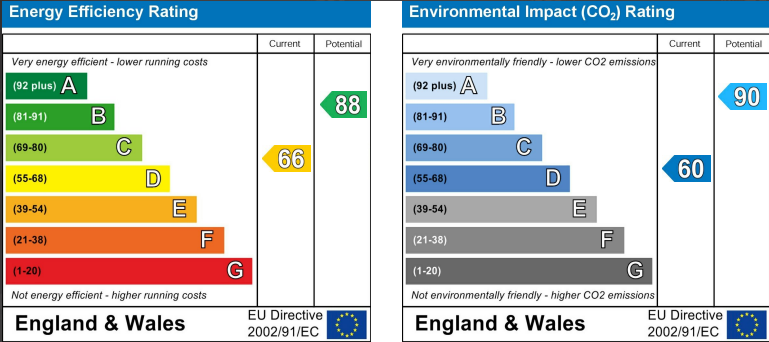 Energy Efficiency Rating
Current Potential
Very energy efficient - lower running costs
(92 plus) A
(81-91) B
(69-80) C
(55-68) D
(39-54) E
(21-38) F
(1-20) G
66
88
Not energy efficient - higher running costs
England & Wales
EU Directive
2002/91/EC
Environmental Impact (CO₂) Rating
Current Potential
Very environmentally friendly - lower CO2 emissions
(92 plus) A
(81-91) B
(69-80) C
(55-68) D
(39-54) E
(21-38) F
(1-20) G
60
90
Not environmentally friendly - higher CO2 emissions
England & Wales
EU Directive
2002/91/EC